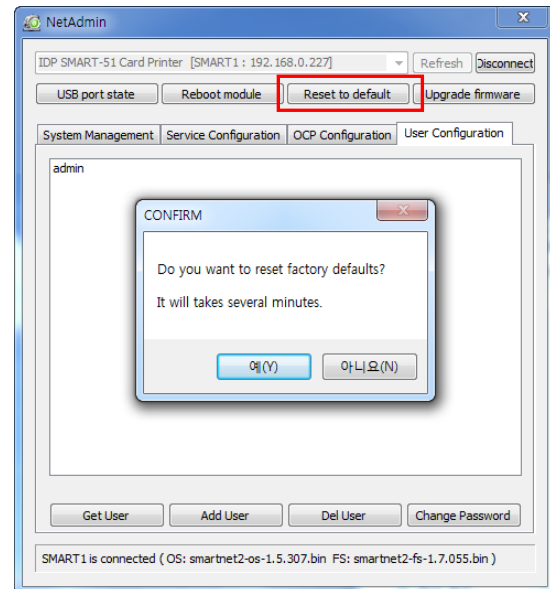 NetAdmin
IDP SMART-51 Card Printer [SMART1 : 192.168.0.227]
Refresh
Disconnect
USB port state
Reboot module
Reset to default
Upgrade firmware
System Management
Service Configuration
OCP Configuration
User Configuration
admin
CONFIRM
Do you want to reset factory defaults?
It will takes several minutes.
예(Y)
아니요(N)
Get User
Add User
Del User
Change Password
SMART1 is connected ( OS: smartnet2-os-1.5.307.bin FS: smartnet2-fs-1.7.055.bin )